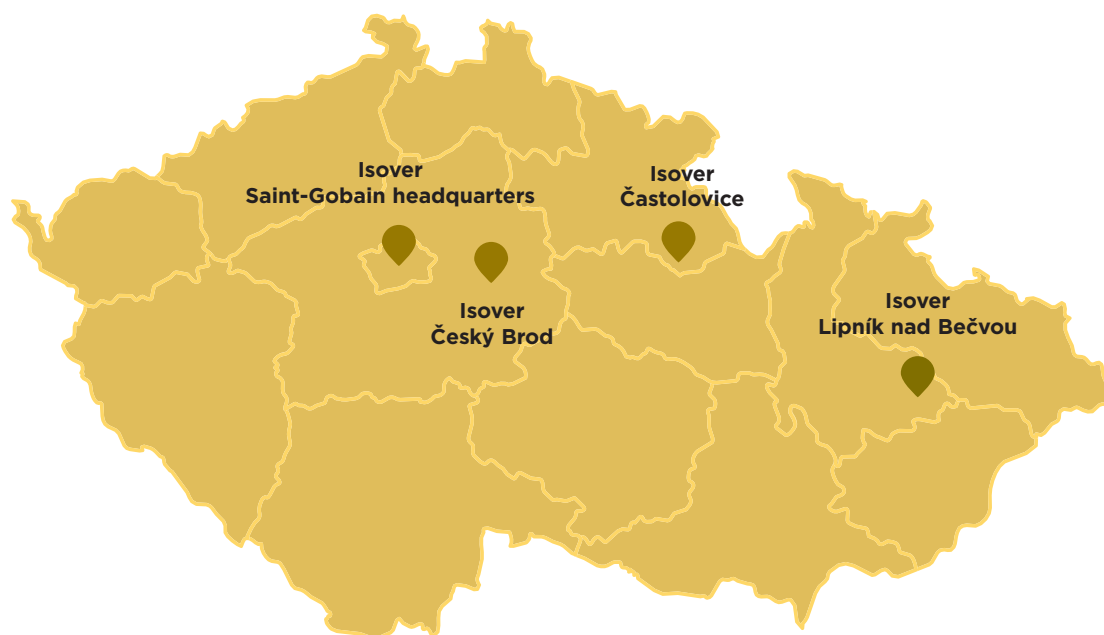 Isover
Saint-Gobain headquarters
Isover
Častolovice
Isover
Český Brod
Isover
Lipník nad Bečvou